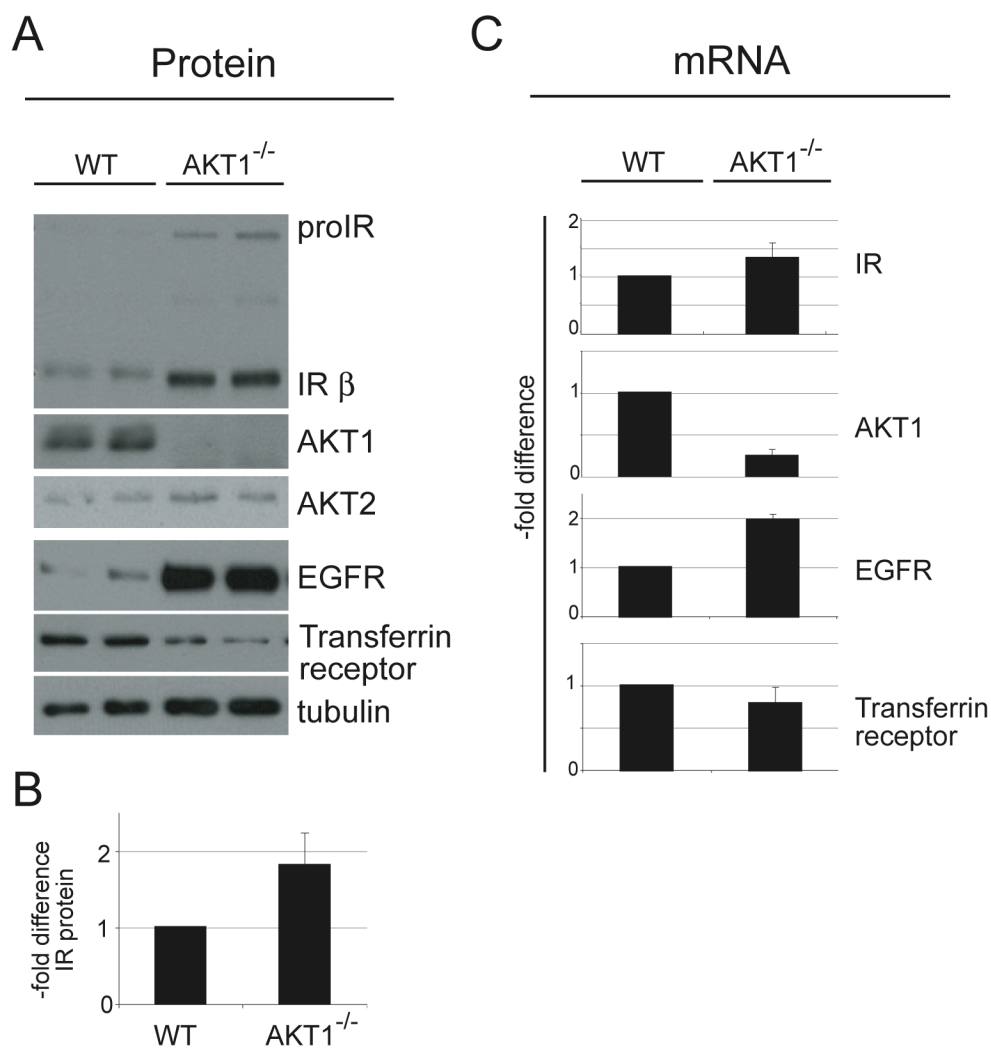 A
Protein
WT AKT1-/-
proIR
IR β
AKT1
AKT2
EGFR
Transferrin
receptor
tubulin
B
-fold difference
IR protein
2
1
0
WT AKT1-/-
C
mRNA
WT AKT1-/-
-fold difference
2
1
0
IR
1
0
AKT1
2
1
0
EGFR
1
0
Transferrin
receptor